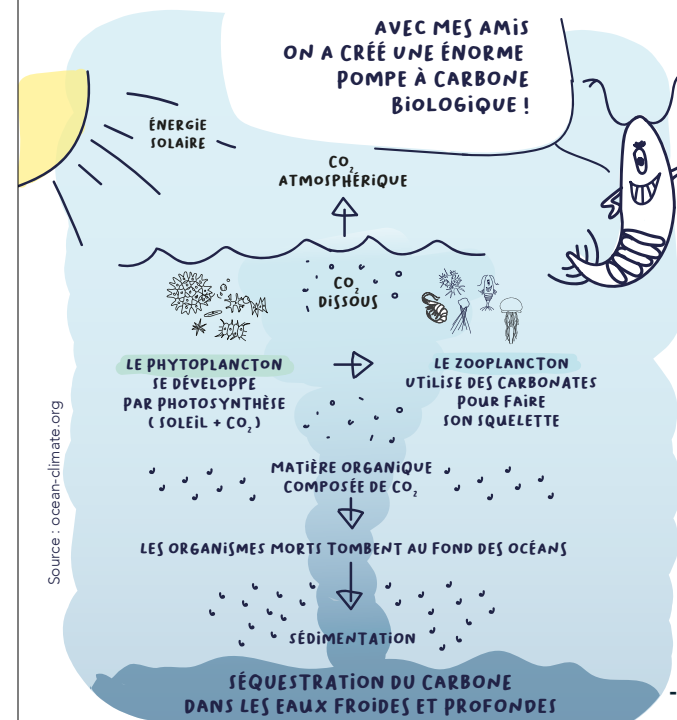 AVEC MES AMIS
ON A CRÉÉ UNE ÉNORME
POMPE À CARBONE
BIOLOGIQUE !
ÉNERGIE
SOLAIRE
CO₂
ATMOSPHÉRIQUE
CO₂
DISSOUS
LE PHYTOPLANCTON
SE DÉVELOPPE
PAR PHOTOSYNTHÈSE
( SOLEIL + CO₂ )
LE ZOOPLANCTON
UTILISE DES CARBONATES
POUR FAIRE
SON SQUELETTE
MATIÈRE ORGANIQUE
COMPOSÉE DE CO₂
LES ORGANISMES MORTS TOMBENT AU FOND DES OCÉANS
SÉDIMENTATION
SÉQUESTRATION DU CARBONE
DANS LES EAUX FROIDES ET PROFONDES
Source : ocean-climate.org